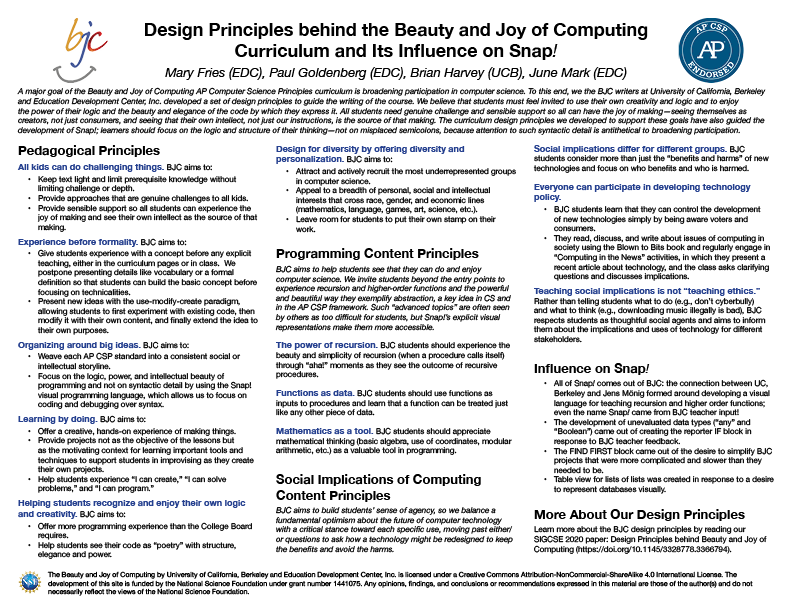 bjc
Design Principles behind the Beauty and Joy of Computing
Curriculum and Its Influence on Snap!
Mary Fries (EDC), Paul Goldenberg (EDC), Brian Harvey (UCB), June Mark (EDC)
AP CSP
AP
ENDORSED
A major goal of the Beauty and Joy of Computing AP Computer Science Principles curriculum is broadening participation in computer science. To this end, we the BJC writers at University of California, Berkeley
and Education Development Center, Inc. developed a set of design principles to guide the writing of the course. We believe that students must feel invited to use their own creativity and logic and to enjoy
the power of their logic and the beauty and elegance of the code by which they express it. All students need genuine challenge and sensible support so all can have the joy of making—seeing themselves as
creators, not just consumers, and seeing that their own intellect, not just our instructions, is the source of that making. The curriculum design principles we developed to support these goals have also guided the
development of Snap!; learners should focus on the logic and structure of their thinking—not on misplaced semicolons, because attention to such syntactic detail is antithetical to broadening participation.
Pedagogical Principles
All kids can do challenging things. BJC aims to:
• Keep text light and limit prerequisite knowledge without
limiting challenge or depth.
• Provide approaches that are genuine challenges to all kids.
• Provide sensible support so all students can experience the
joy of making and see their own intellect as the source of that
making.
Experience before formality. BJC aims to:
• Give students experience with a concept before any explicit
teaching, either in the curriculum pages or in class. We
postpone presenting details like vocabulary or a formal
definition so that students can build the basic concept before
focusing on technicalities.
• Present new ideas with the use-modify-create paradigm,
allowing students to first experiment with existing code, then
modify it with their own content, and finally extend the idea to
their own purposes.
Organizing around big ideas. BJC aims to:
• Weave each AP CSP standard into a consistent social or
intellectual storyline.
• Focus on the logic, power, and intellectual beauty of
programming and not on syntactic detail by using the Snap!
visual programming language, which allows us to focus on
coding and debugging over syntax.
Learning by doing. BJC aims to:
• Offer a creative, hands-on experience of making things.
• Provide projects not as the objective of the lessons but
as the motivating context for learning important tools and
techniques to support students in improvising as they create
their own projects.
• Help students experience “I can create,” “I can solve
problems,” and “I can program.”
Helping students recognize and enjoy their own logic
and creativity. BJC aims to:
• Offer more programming experience than the College Board
requires.
• Help students see their code as “poetry” with structure,
elegance and power.
Design for diversity by offering diversity and
personalization. BJC aims to:
• Attract and actively recruit the most underrepresented groups
in computer science.
• Appeal to a breadth of personal, social and intellectual
interests that cross race, gender, and economic lines
(mathematics, language, games, art, science, etc.).
• Leave room for students to put their own stamp on their
work.
Programming Content Principles
BJC aims to help students see that they can do and enjoy
computer science. We invite students beyond the entry points to
experience recursion and higher-order functions and the powerful
and beautiful way they exemplify abstraction, a key idea in CS and
in the AP CSP framework. Such “advanced topics” are often seen
by others as too difficult for students, but Snap!’s explicit visual
representations make them more accessible.
The power of recursion. BJC students should experience the
beauty and simplicity of recursion (when a procedure calls itself)
through “aha!” moments as they see the outcome of recursive
procedures.
Functions as data. BJC students should use functions as
inputs to procedures and learn that a function can be treated just
like any other piece of data.
Mathematics as a tool. BJC students should appreciate
mathematical thinking (basic algebra, use of coordinates, modular
arithmetic, etc.) as a valuable tool in programming.
Social Implications of Computing
Content Principles
BJC aims to build students’ sense of agency, so we balance a
fundamental optimism about the future of computer technology
with a critical stance toward each specific use, moving past either/
or questions to ask how a technology might be redesigned to keep
the benefits and avoid the harms.
Social implications differ for different groups. BJC
students consider more than just the “benefits and harms” of new
technologies and focus on who benefits and who is harmed.
Everyone can participate in developing technology
policy.
• BJC students learn that they can control the development
of new technologies simply by being aware voters and
consumers.
• They read, discuss, and write about issues of computing in
society using the Blown to Bits book and regularly engage in
“Computing in the News” activities, in which they present a
recent article about technology, and the class asks clarifying
questions and discusses implications.
Teaching social implications is not “teaching ethics.”
Rather than telling students what to do (e.g., don’t cyberbully)
and what to think (e.g., downloading music illegally is bad), BJC
respects students as thoughtful social agents and aims to inform
them about the implications and uses of technology for different
stakeholders.
Influence on Snap!
• All of Snap! comes out of BJC: the connection between UC,
Berkeley and Jens Mönig formed around developing a visual
language for teaching recursion and higher order functions;
even the name Snap! came from BJC teacher input!
• The development of unevaluated data types (“any” and
“Boolean”) came out of creating the reporter IF block in
response to BJC teacher feedback.
• The FIND FIRST block came out of the desire to simplify BJC
projects that were more complicated and slower than they
needed to be.
• Table view for lists of lists was created in response to a desire
to represent databases visually.
More About Our Design Principles
Learn more about the BJC design principles by reading our
SIGCSE 2020 paper: Design Principles behind Beauty and Joy of
Computing (https://doi.org/10.1145/3328778.3366794).
NSF
The Beauty and Joy of Computing by University of California, Berkeley and Education Development Center, Inc. is licensed under a Creative Commons Attribution-NonCommercial-ShareAlike 4.0 International License. The
development of this site is funded by the National Science Foundation under grant number 1441075. Any opinions, findings, and conclusions or recommendations expressed in this material are those of the author(s) and do not
necessarily reflect the views of the National Science Foundation.